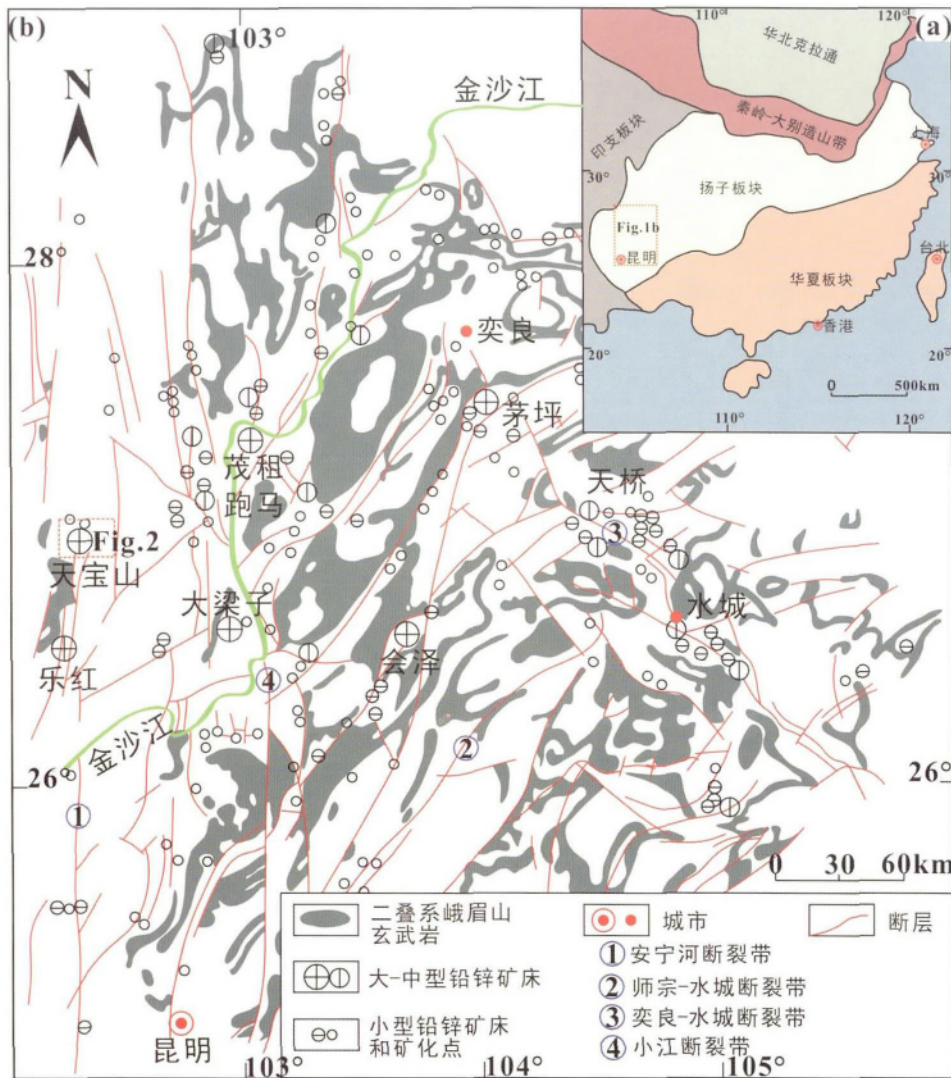 (b)
103°
N
金沙江
28
奕良
茅坪
茂租
跑马
天桥
③
Fig.2
天宝山
大梁子
水城
会泽
乐红
④
金沙江
②
26°
26°
①
0 30 60km
昆明
103°
104°
105°
二叠系峨眉山
玄武岩
大-中型铅锌矿床
小型铅锌矿床
和矿化点
城市
断层
①安宁河断裂带
②师宗-水城断裂带
③奕良-水城断裂带
④小江断裂带
(a)
110°
120°
华北克拉通
秦岭-大别造山带
印支板块
上海
30°
30°
扬子板块
Fig.1b
昆明
台北
华夏板块
香港
20°
20°
0 500km
110°
120°